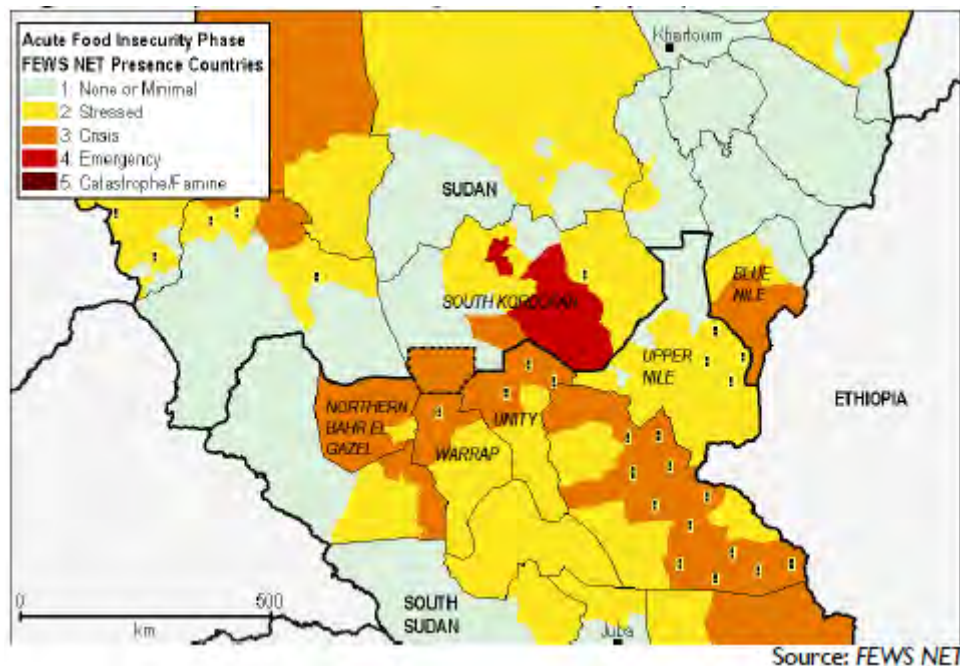 Acute Food Insecurity Phase
FEWS NET Presence Countries
1: None or Minimal
2: Stressed
3: Crisis
4: Emergency
5: Catastrophe/Famine
Khartoum
SUDAN
BLUE
NILE
SOUTH KORDOFAN
UPPER
NILE
ETHIOPIA
NORTHERN
BAHR EL
GAZEL
UNITY
WARRAP
0 500
km
SOUTH
SUDAN
Juba
Source: FEWS NET